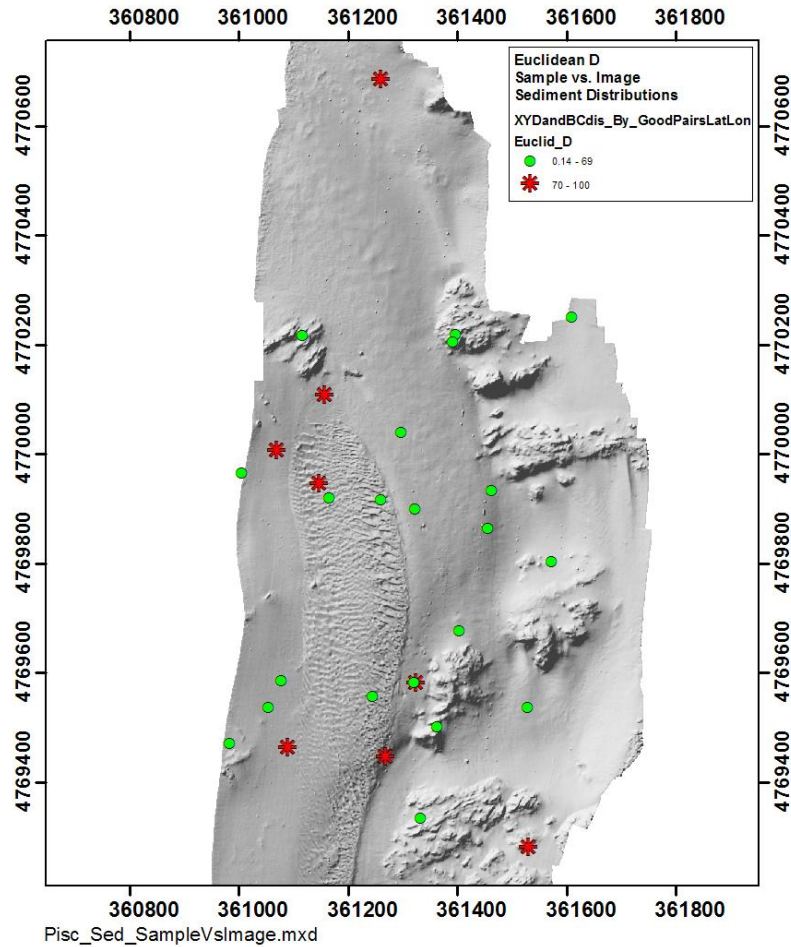 360800 361000 361200 361400 361600 361800
Euclidean D
Sample vs. Image
Sediment Distributions
XYDandBCdis_By_GoodPairsLatLon
Euclid_D
0.14 - 69
70 - 100
4770600 4770600
4770400 4770400
4770200 4770200
4770000 4770000
4769800 4769800
4769600 4769600
4769400 4769400
360800 361000 361200 361400 361600 361800
Pisc_Sed_SampleVsImage.mxd